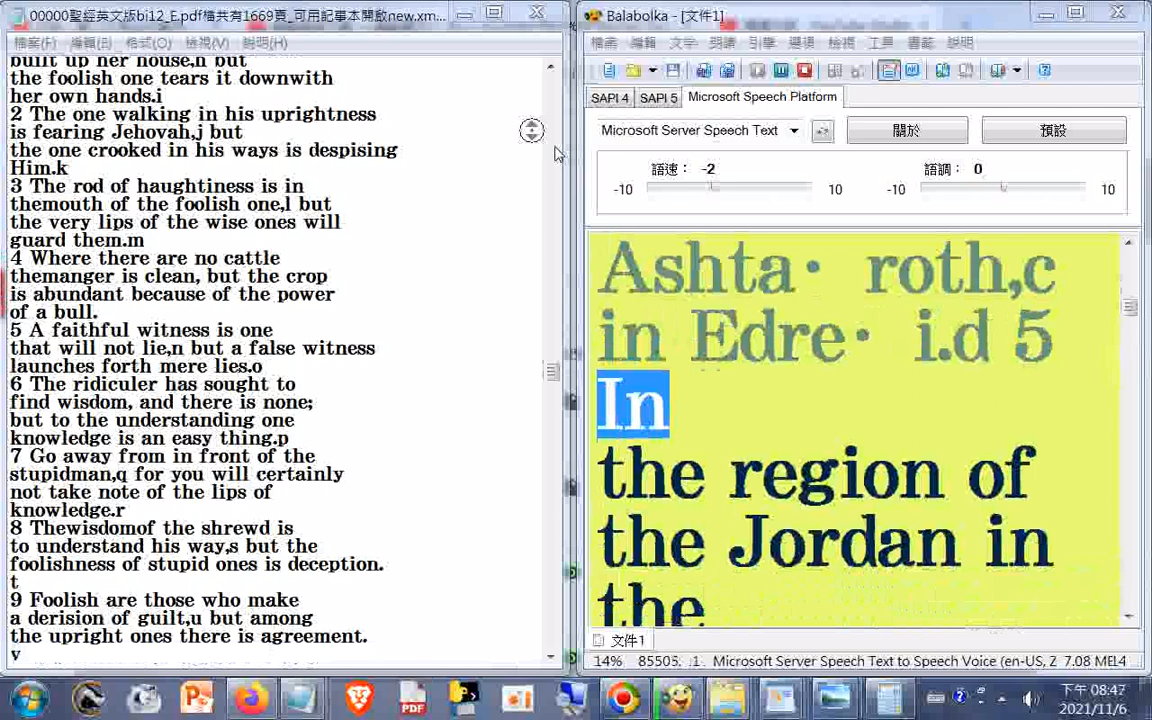 00000聖經英文版bi12_E.pdf檔共有1669頁_可用記事本開啟new.xm...
檔案(F) 編輯(E) 格式(O) 檢視(V) 說明(H)
built up her house,h but
the foolish one tears it downwith
her own hands.i
2 The one walking in his uprightness
is fearing Jehovah,j but
the one crooked in his ways is despising
Him.k
3 The rod of haughtiness is in
themouth of the foolish one,l but
the very lips of the wise ones will
guard them.m
4 Where there are no cattle
themanger is clean, but the crop
is abundant because of the power
of a bull.
5 A faithful witness is one
that will not lie,n but a false witness
launches forth mere lies.o
6 The ridiculer has sought to
find wisdom, and there is none;
but to the understanding one
knowledge is an easy thing.p
7 Go away from in front of the
stupidman,q for you will certainly
not take note of the lips of
knowledge.r
8 Thewisdomof the shrewd is
to understand his way,s but the
foolishness of stupid ones is deception.
t
9 Foolish are those who make
a derision of guilt,u but among
the upright ones there is agreement.
v
Balabolka - [文件1]
檔案 編輯 文字 朗讀 引擎 選項 檢視 工具 書籤 說明
SAPI 4 SAPI 5 Microsoft Speech Platform
Microsoft Server Speech Text 關於 預設
語速： -2 語調： 0
-10 10 -10 10
Ashta· roth,c
in Edre· i.d 5
In
the region of
the Jordan in
the
文件1
14% 85505. .1. Microsoft Server Speech Text to Speech Voice (en-US, Z 7.08 MB
PDF
下午 08:47
2021/11/6